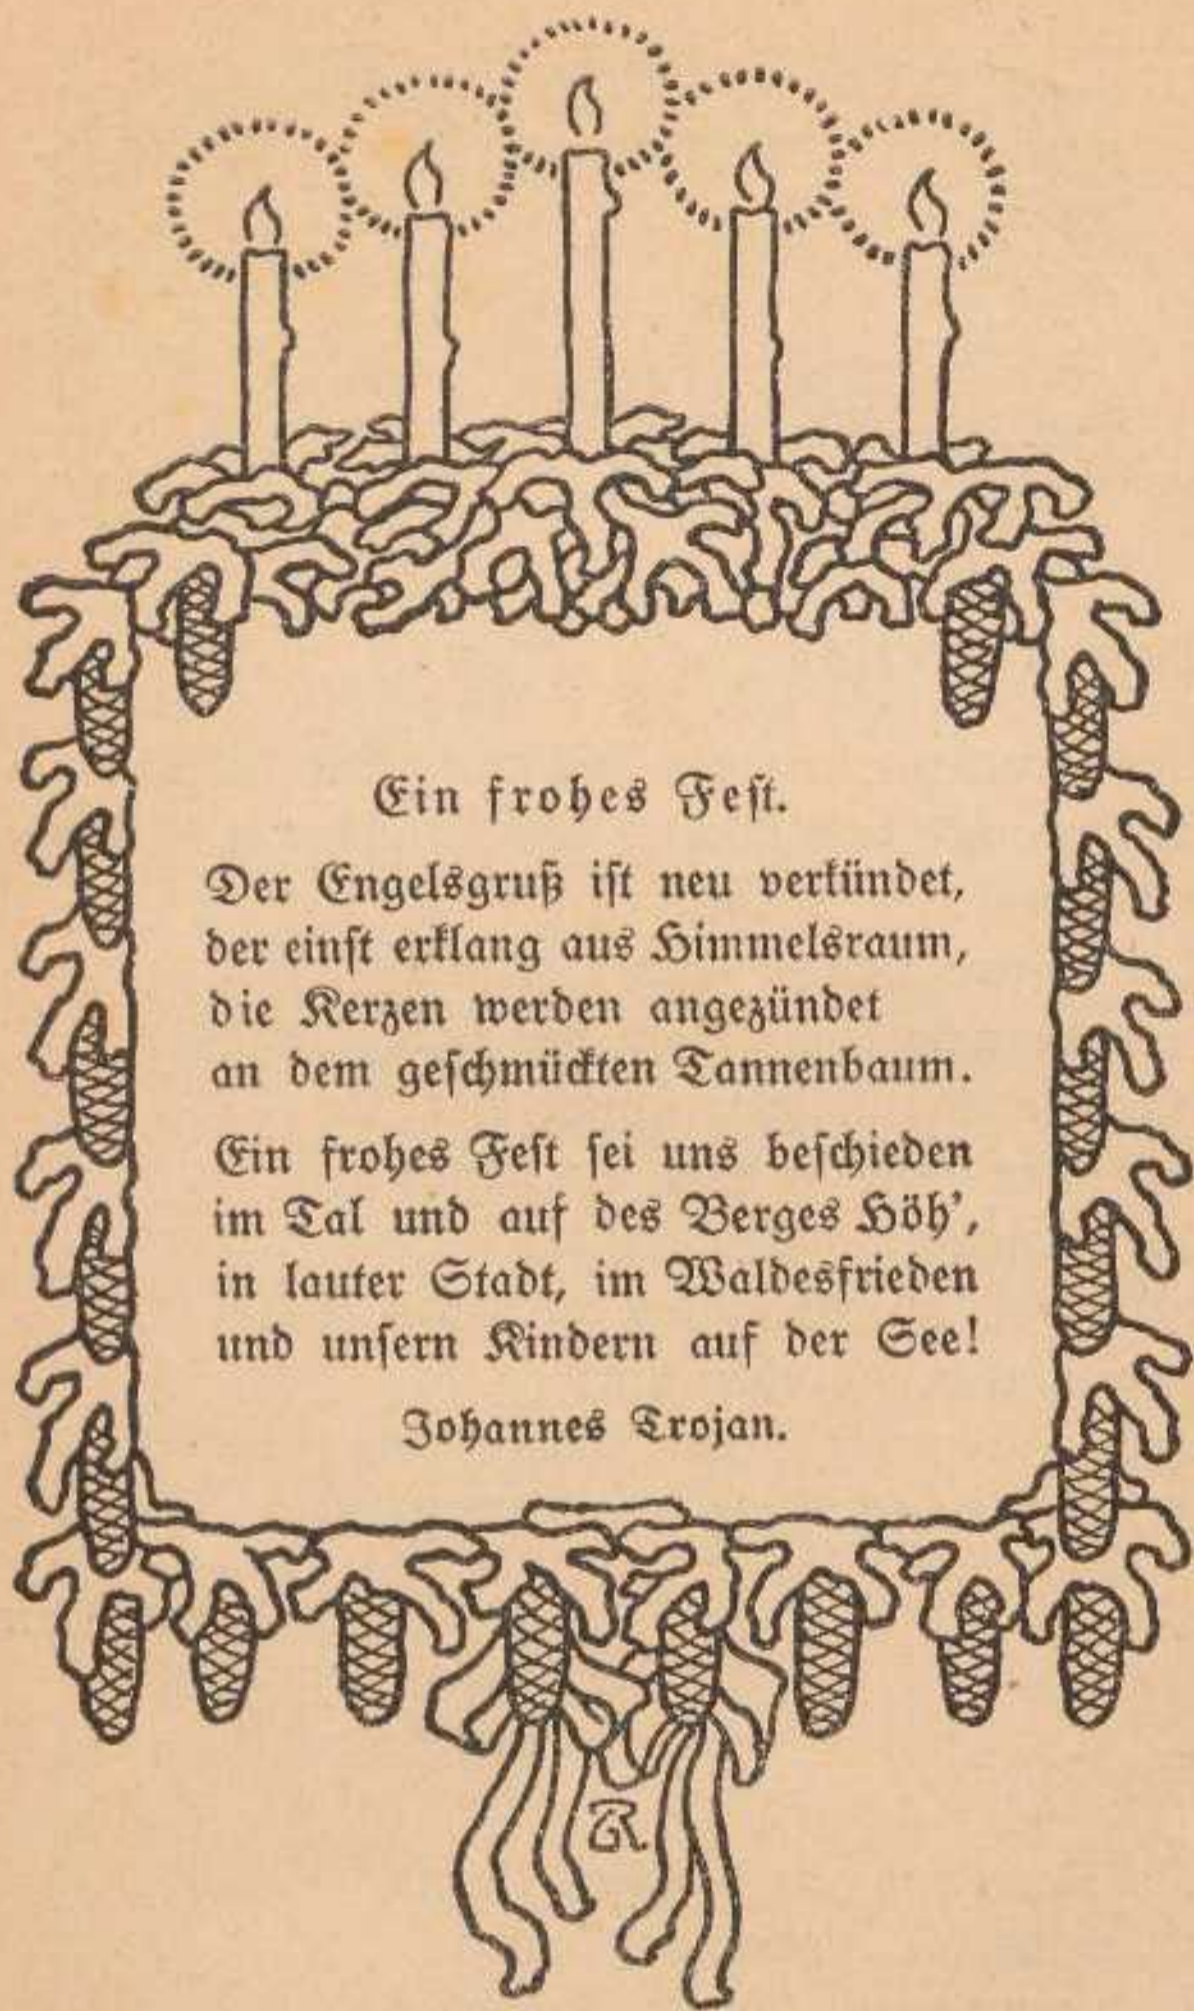 Ein frohes Fest.
Der Engelsgruß ist neu verkündet,
der einst erklang aus Himmelsraum,
die Kerzen werden angezündet
an dem geschmückten Tannenbaum.
Ein frohes Fest sei uns beschieden
im Tal und auf des Berges Höh',
in lauter Stadt, im Waldesfrieden
und unsern Kindern auf der See!
Johannes Trojan.